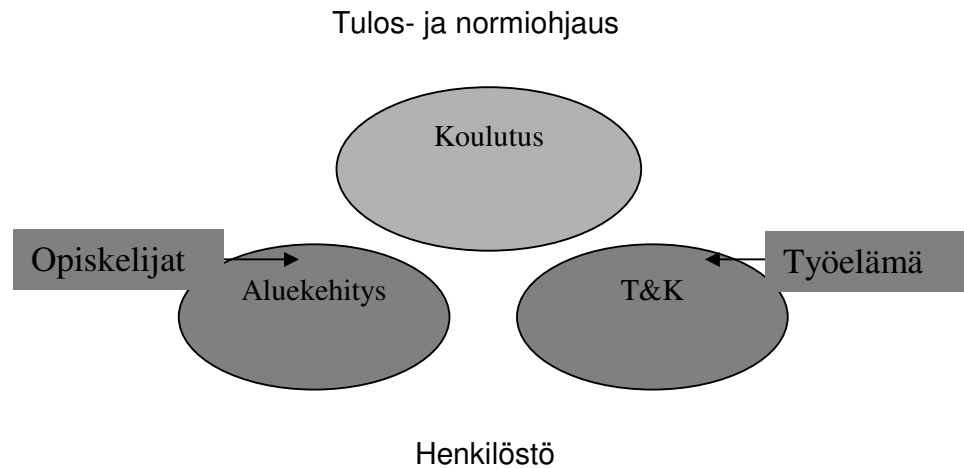 Tulos- ja normiohjaus
Koulutus
Opiskelijat
Työelämä
Aluekehitys
T&K
Henkilöstö